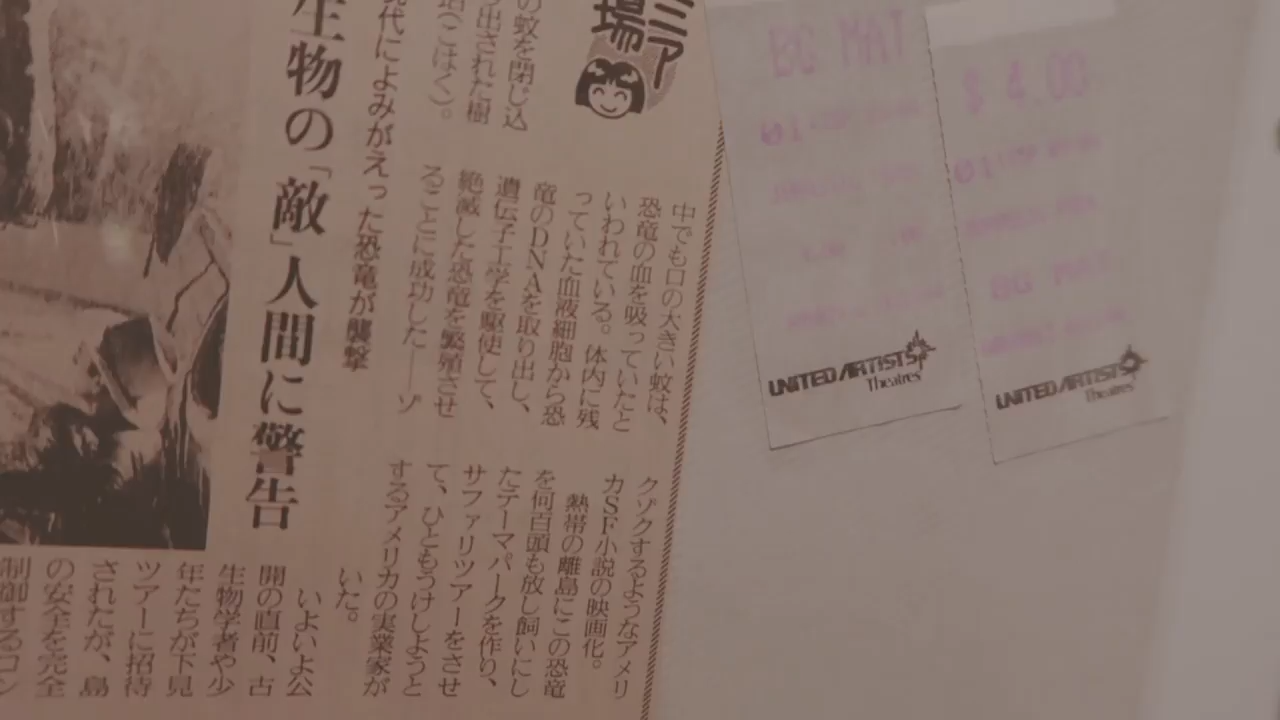 ミア
場
の蚊を閉じ込
り出された樹
珀(こはく)。
現代によみがえった恐竜が襲撃
生物の「敵」人間に警告
中でも口の大きい蚊は、
恐竜の血を吸っていたと
いわれている。体内に残
っていた血液細胞から恐
竜のDNAを取り出し、
遺伝子工学を駆使して、
絶滅した恐竜を繁殖させ
ることに成功した――ゾ
クゾクするようなアメリ
カSF小説の映画化。
熱帯の離島にこの恐竜
を何百頭も放し飼いにし
たテーマパークを作り、
サファリツアーをさせ
て、ひともうけしようと
するアメリカの実業家が
いた。
いよいよ公
開の直前、古
生物学者や少
年たちが下見
ツアーに招待
されたが、島
の安全を完全
制御するコン
BG MAT
01
UNITED ARTISTS
Theatres
$ 4.00
01
BG MAT
UNITED ARTISTS
Theatres